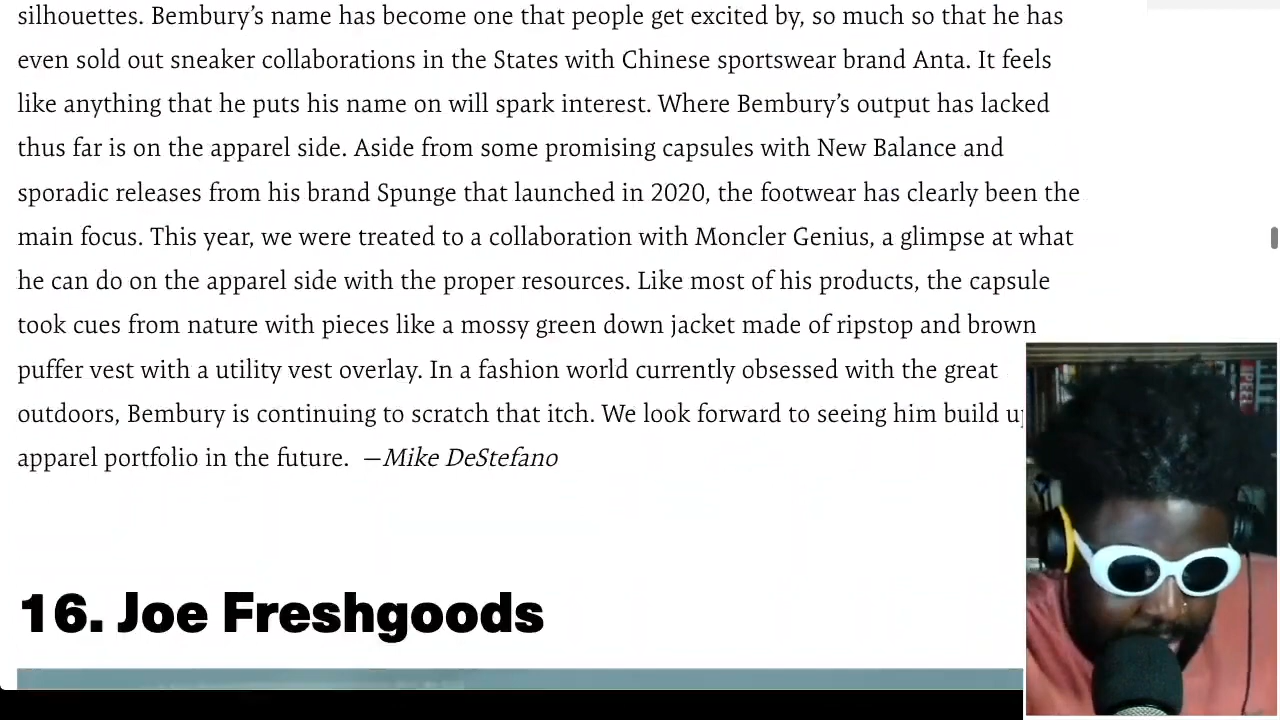 silhouettes. Bembury’s name has become one that people get excited by, so much so that he has
even sold out sneaker collaborations in the States with Chinese sportswear brand Anta. It feels
like anything that he puts his name on will spark interest. Where Bembury’s output has lacked
thus far is on the apparel side. Aside from some promising capsules with New Balance and
sporadic releases from his brand Spunge that launched in 2020, the footwear has clearly been the
main focus. This year, we were treated to a collaboration with Moncler Genius, a glimpse at what
he can do on the apparel side with the proper resources. Like most of his products, the capsule
took cues from nature with pieces like a mossy green down jacket made of ripstop and brown
puffer vest with a utility vest overlay. In a fashion world currently obsessed with the great
outdoors, Bembury is continuing to scratch that itch. We look forward to seeing him build
apparel portfolio in the future. —Mike DeStefano
16. Joe Freshgoods